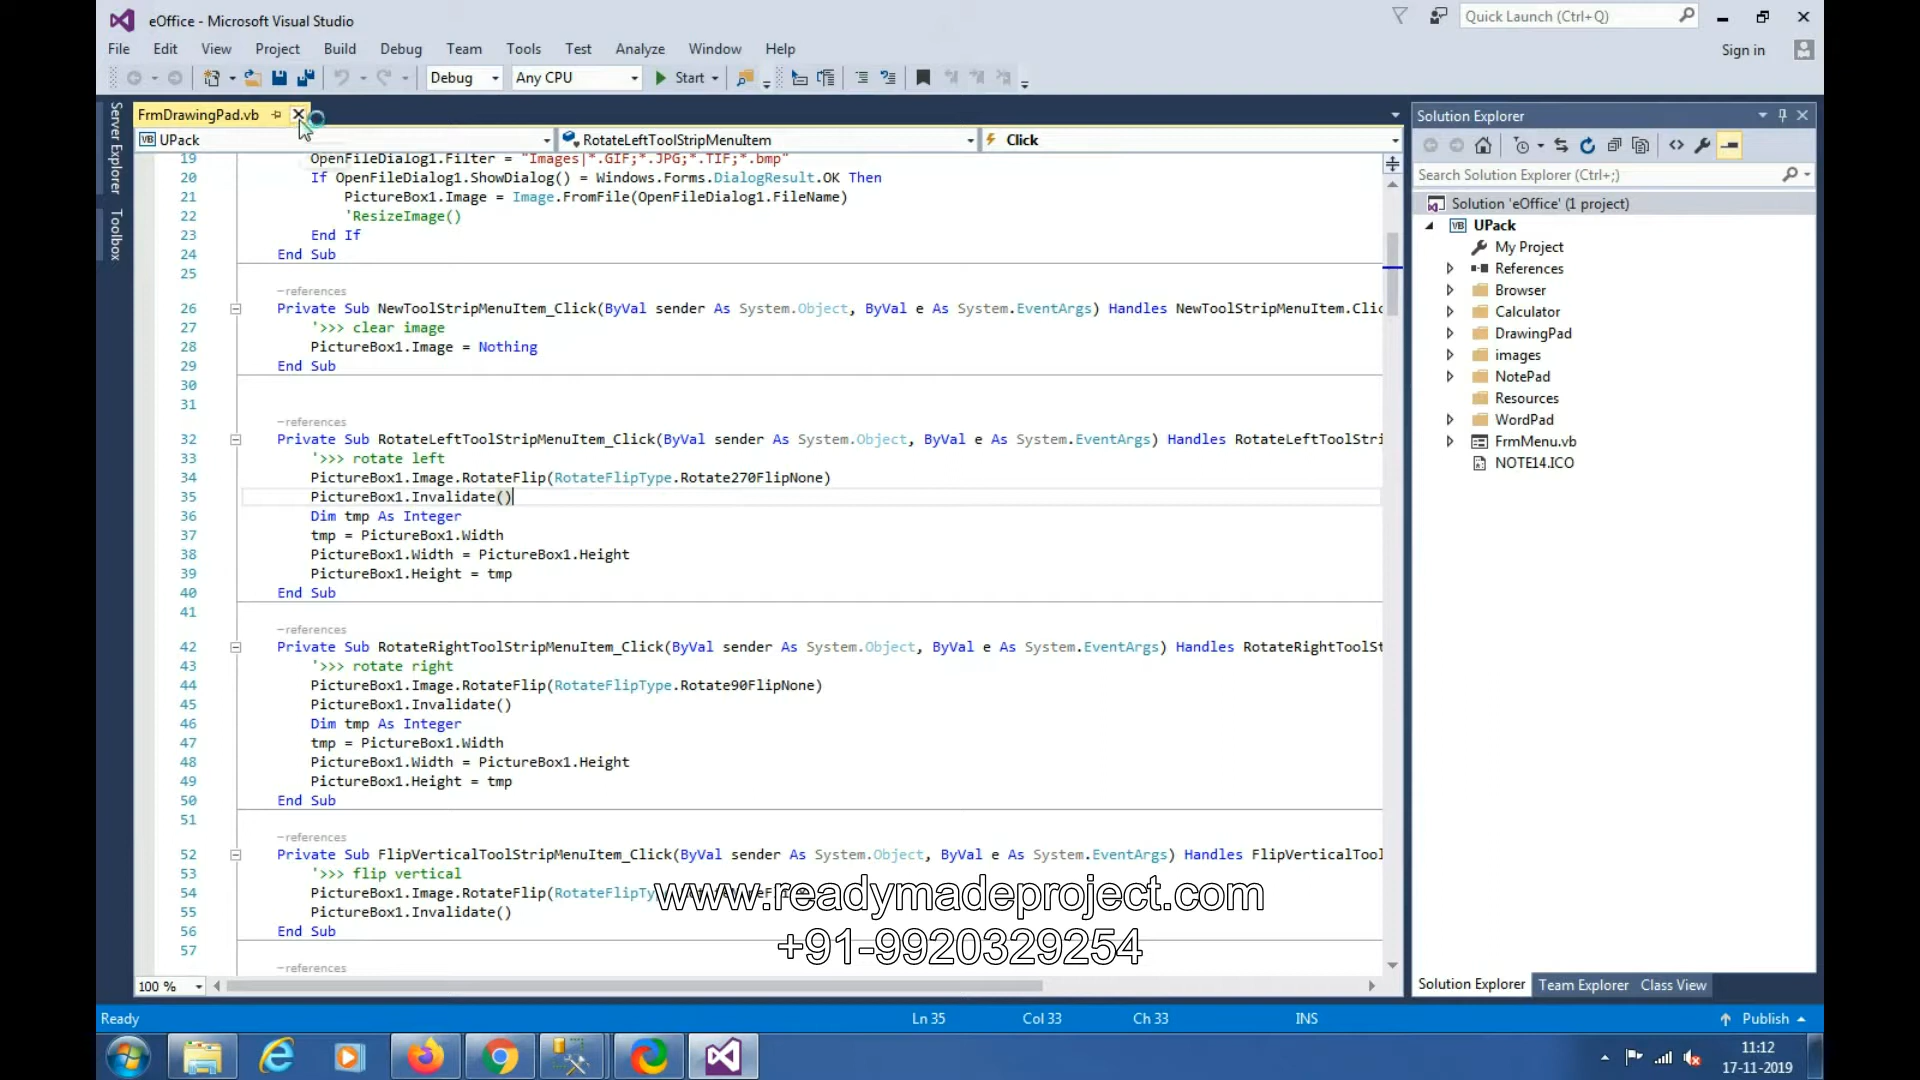 eOffice - Microsoft Visual Studio
Quick Launch (Ctrl+Q)
File Edit View Project Build Debug Team Tools Test Analyze Window Help
Sign in
Debug Any CPU Start
Server Explorer
Toolbox
FrmDrawingPad.vb
UPack RotateLeftToolStripMenuItem Click
19 OpenFileDialog1.Filter = "Images|*.GIF;*.JPG;*.TIF;*.bmp"
20 If OpenFileDialog1.ShowDialog() = Windows.Forms.DialogResult.OK Then
21 PictureBox1.Image = Image.FromFile(OpenFileDialog1.FileName)
22 'ResizeImage()
23 End If
24 End Sub
25
–references
26 Private Sub NewToolStripMenuItem_Click(ByVal sender As System.Object, ByVal e As System.EventArgs) Handles NewToolStripMenuItem.Clic
27 '>>> clear image
28 PictureBox1.Image = Nothing
29 End Sub
30
31
–references
32 Private Sub RotateLeftToolStripMenuItem_Click(ByVal sender As System.Object, ByVal e As System.EventArgs) Handles RotateLeftToolStri
33 '>>> rotate left
34 PictureBox1.Image.RotateFlip(RotateFlipType.Rotate270FlipNone)
35 PictureBox1.Invalidate()
36 Dim tmp As Integer
37 tmp = PictureBox1.Width
38 PictureBox1.Width = PictureBox1.Height
39 PictureBox1.Height = tmp
40 End Sub
41
–references
42 Private Sub RotateRightToolStripMenuItem_Click(ByVal sender As System.Object, ByVal e As System.EventArgs) Handles RotateRightToolSt
43 '>>> rotate right
44 PictureBox1.Image.RotateFlip(RotateFlipType.Rotate90FlipNone)
45 PictureBox1.Invalidate()
46 Dim tmp As Integer
47 tmp = PictureBox1.Width
48 PictureBox1.Width = PictureBox1.Height
49 PictureBox1.Height = tmp
50 End Sub
51
–references
52 Private Sub FlipVerticalToolStripMenuItem_Click(ByVal sender As System.Object, ByVal e As System.EventArgs) Handles FlipVerticalTool
53 '>>> flip vertical
54 PictureBox1.Image.RotateFlip(RotateFlipTy
55 PictureBox1.Invalidate()
56 End Sub
57
–references
www.readymadeproject.com
+91-9920329254
100 %
Solution Explorer
Search Solution Explorer (Ctrl+;)
Solution 'eOffice' (1 project)
UPack
My Project
References
Browser
Calculator
DrawingPad
images
NotePad
Resources
WordPad
FrmMenu.vb
NOTE14.ICO
Solution Explorer Team Explorer Class View
Ready Ln 35 Col 33 Ch 33 INS Publish
11:12
17-11-2019